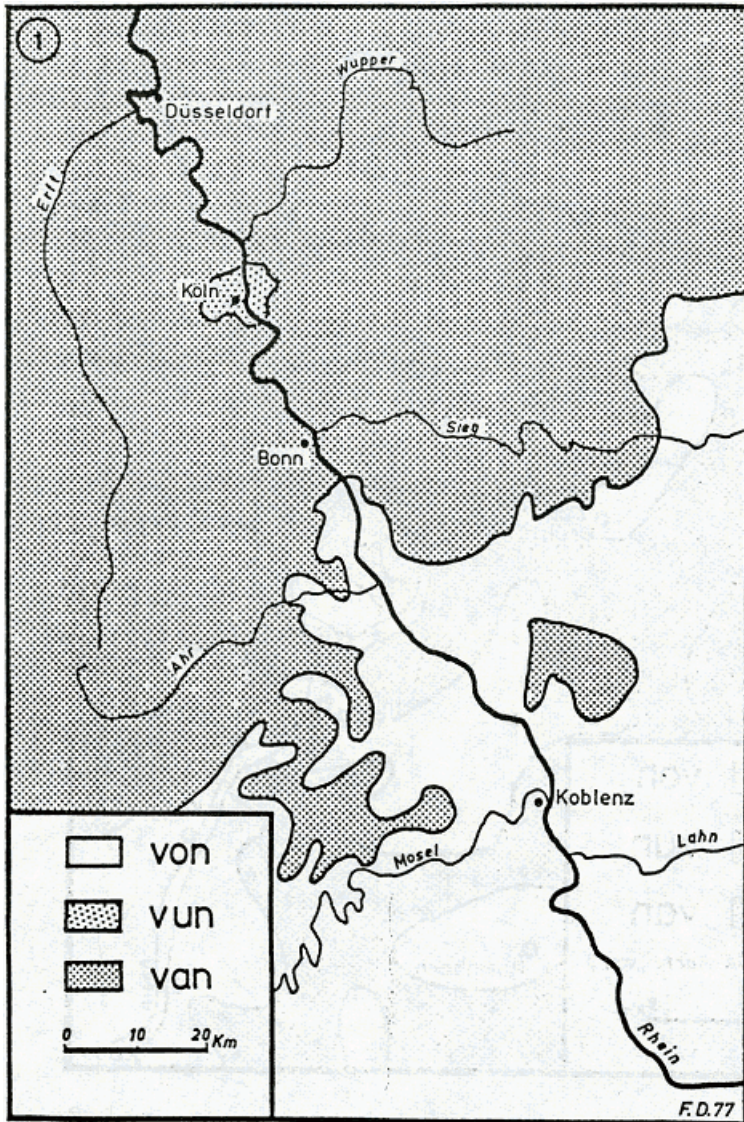 1
Wupper
Düsseldorf
Erft
Köln
Sieg
Bonn
Ahr
Koblenz
Mosel
Lahn
von
vun
van
0 10 20 Km
Rhein
F.D.77